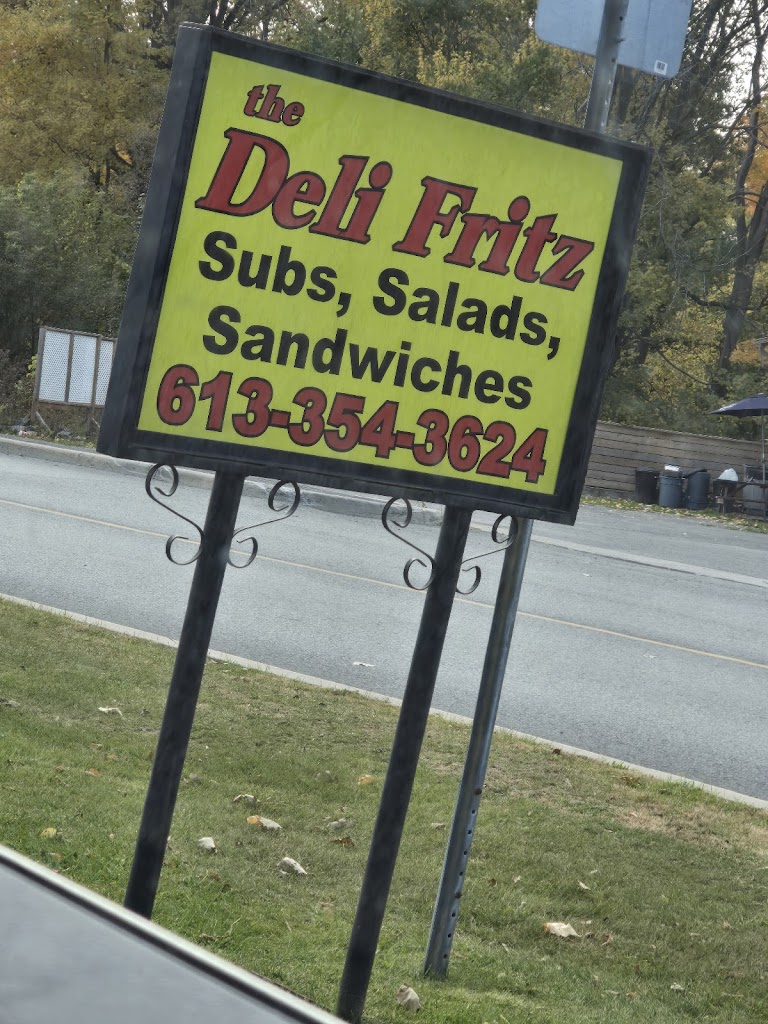 the
Deli Fritz
Subs, Salads,
Sandwiches
613-354-3624